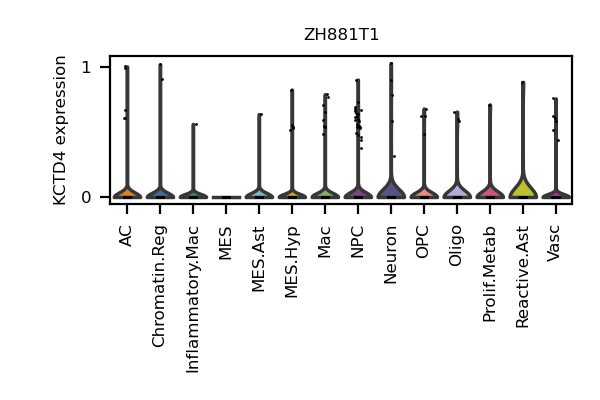 ZH881T1
KCTD4 expression
1
0
AC
Chromatin.Reg
Inflammatory.Mac
MES
MES.Ast
MES.Hyp
Mac
NPC
Neuron
OPC
Oligo
Prolif.Metab
Reactive.Ast
Vasc